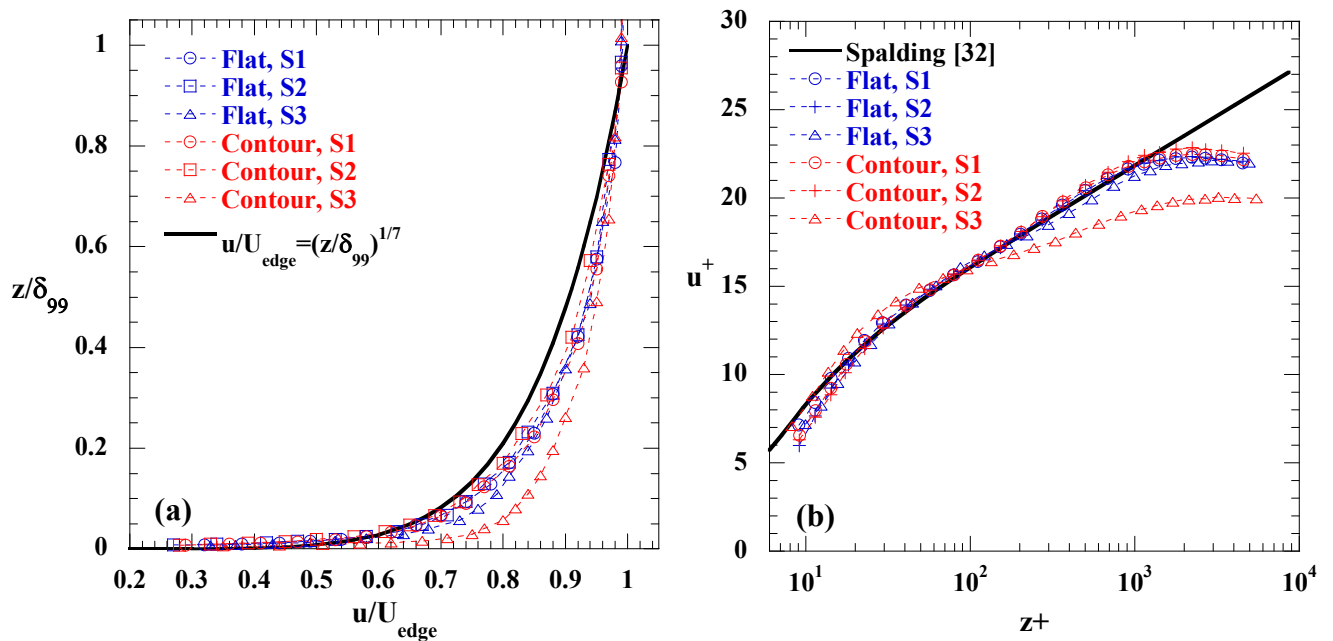 1
0.8
0.6
z/δ99
0.4
0.2
0
Flat, S1
Flat, S2
Flat, S3
Contour, S1
Contour, S2
Contour, S3
u/Uedge=(z/δ99)1/7
(a)
0.2 0.3 0.4 0.5 0.6 0.7 0.8 0.9 1
u/Uedge
30
25
20
u+
15
10
5
0
Spalding [32]
Flat, S1
Flat, S2
Flat, S3
Contour, S1
Contour, S2
Contour, S3
(b)
101 102 103 104
z+